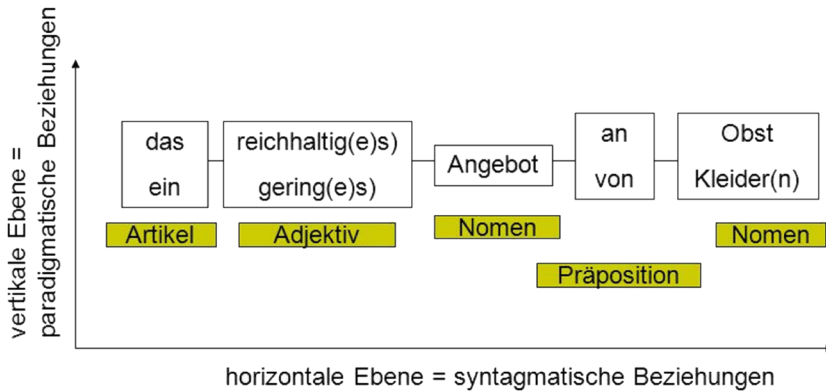 vertikale Ebene =
paradigmatische Beziehungen
das
ein
reichhaltig(e)s)
gering(e)s)
Angebot
an
von
Obst
Kleider(n)
Artikel
Adjektiv
Nomen
Präposition
Nomen
horizontale Ebene = syntagmatische Beziehungen